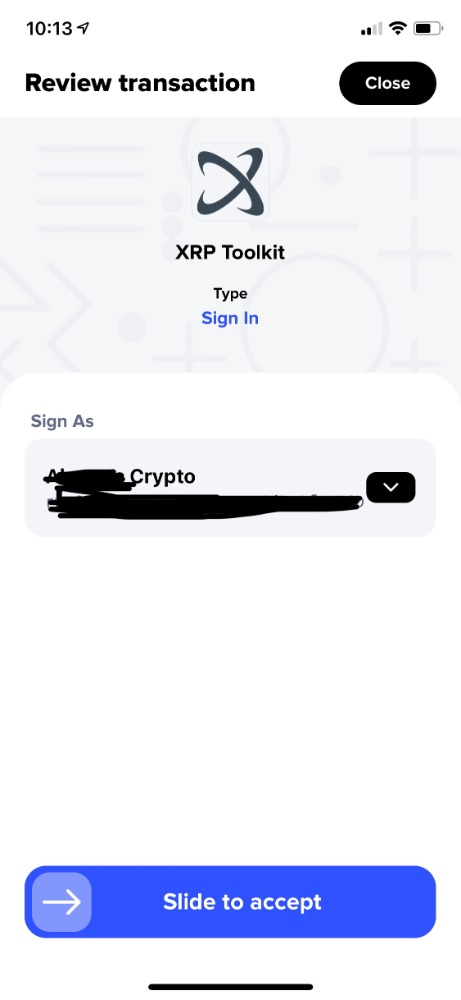 10:13
Review transaction
Close
XRP Toolkit
Type
Sign In
Sign As
Crypto
Slide to accept